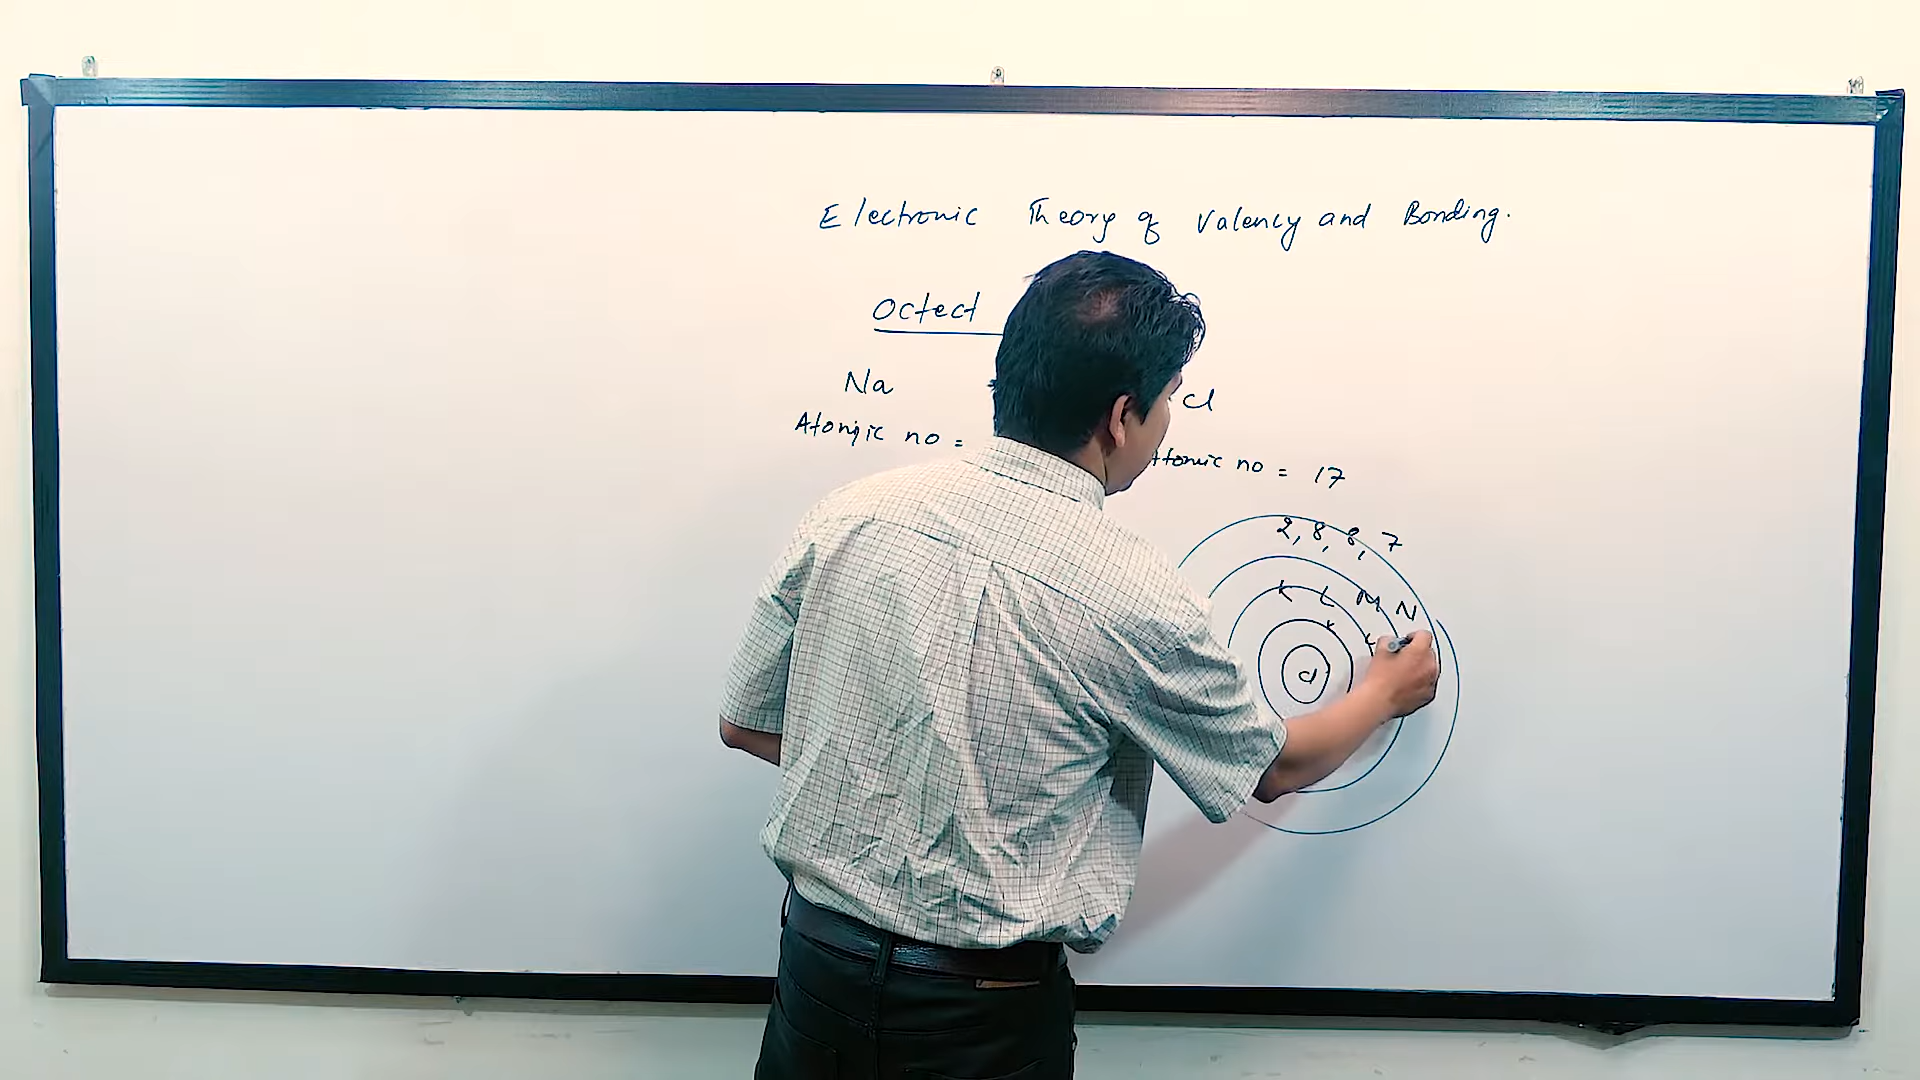 Electronic Theory of Valency and Bonding.
Octect
Na
Cl
Atomic no =
Atomic no = 17
2, 8, 8, 7
K L M N
K L
Cl